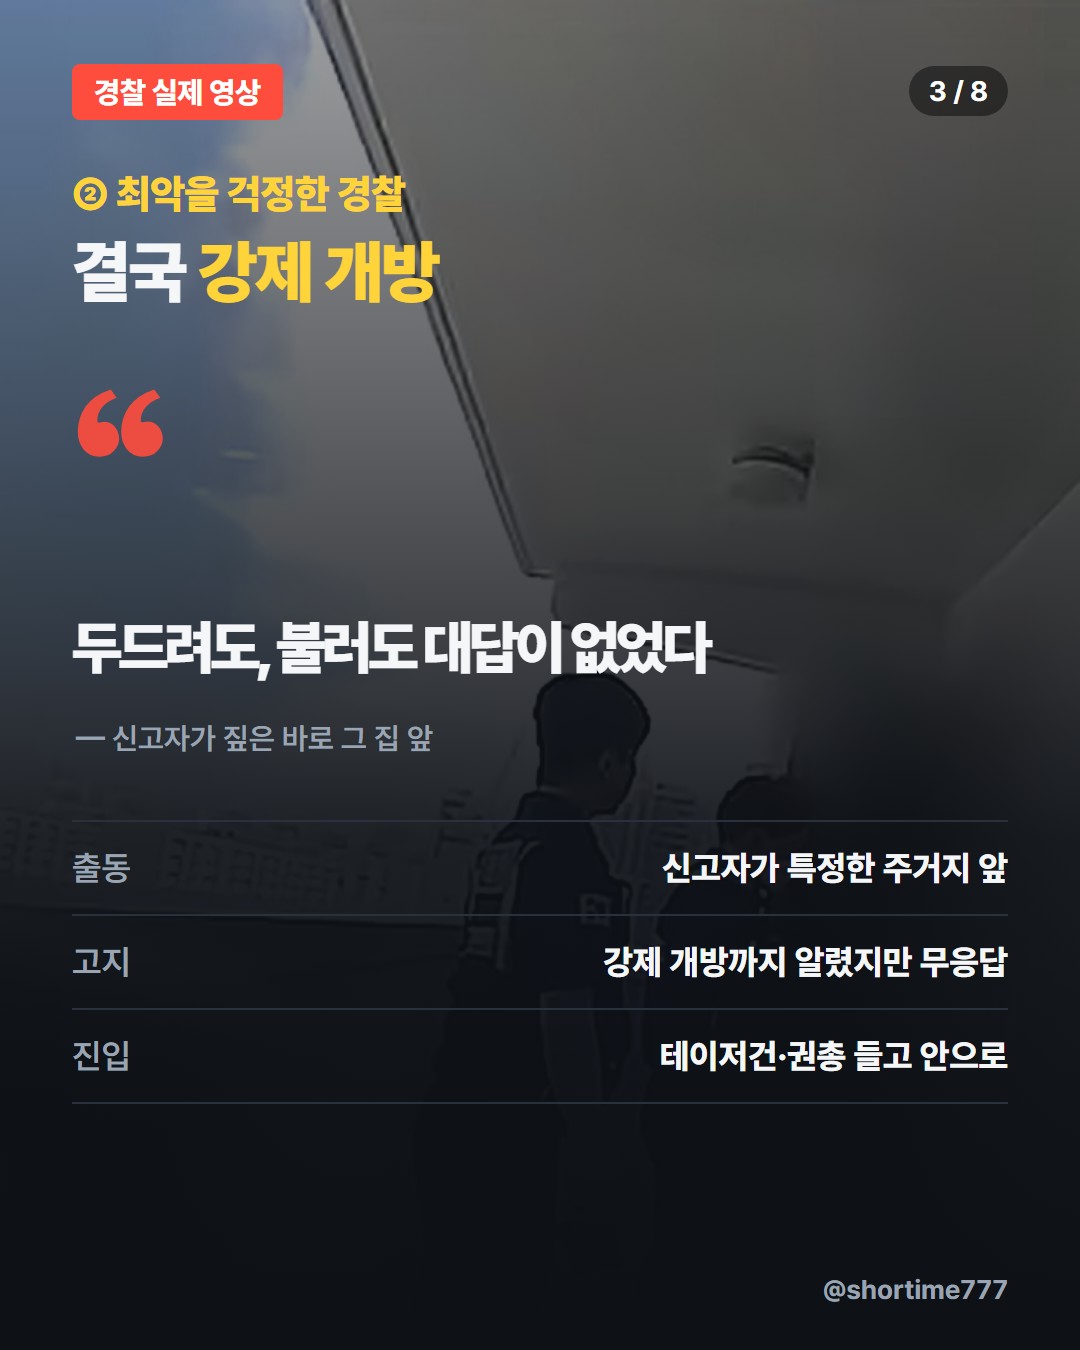 경찰 실제 영상
3 / 8
② 최악을 걱정한 경찰
결국 강제 개방
“
두드려도, 불러도 대답이 없었다
— 신고자가 짚은 바로 그 집 앞
출동 신고자가 특정한 주거지 앞
고지 강제 개방까지 알렸지만 무응답
진입 테이저건·권총 들고 안으로
@shortime777